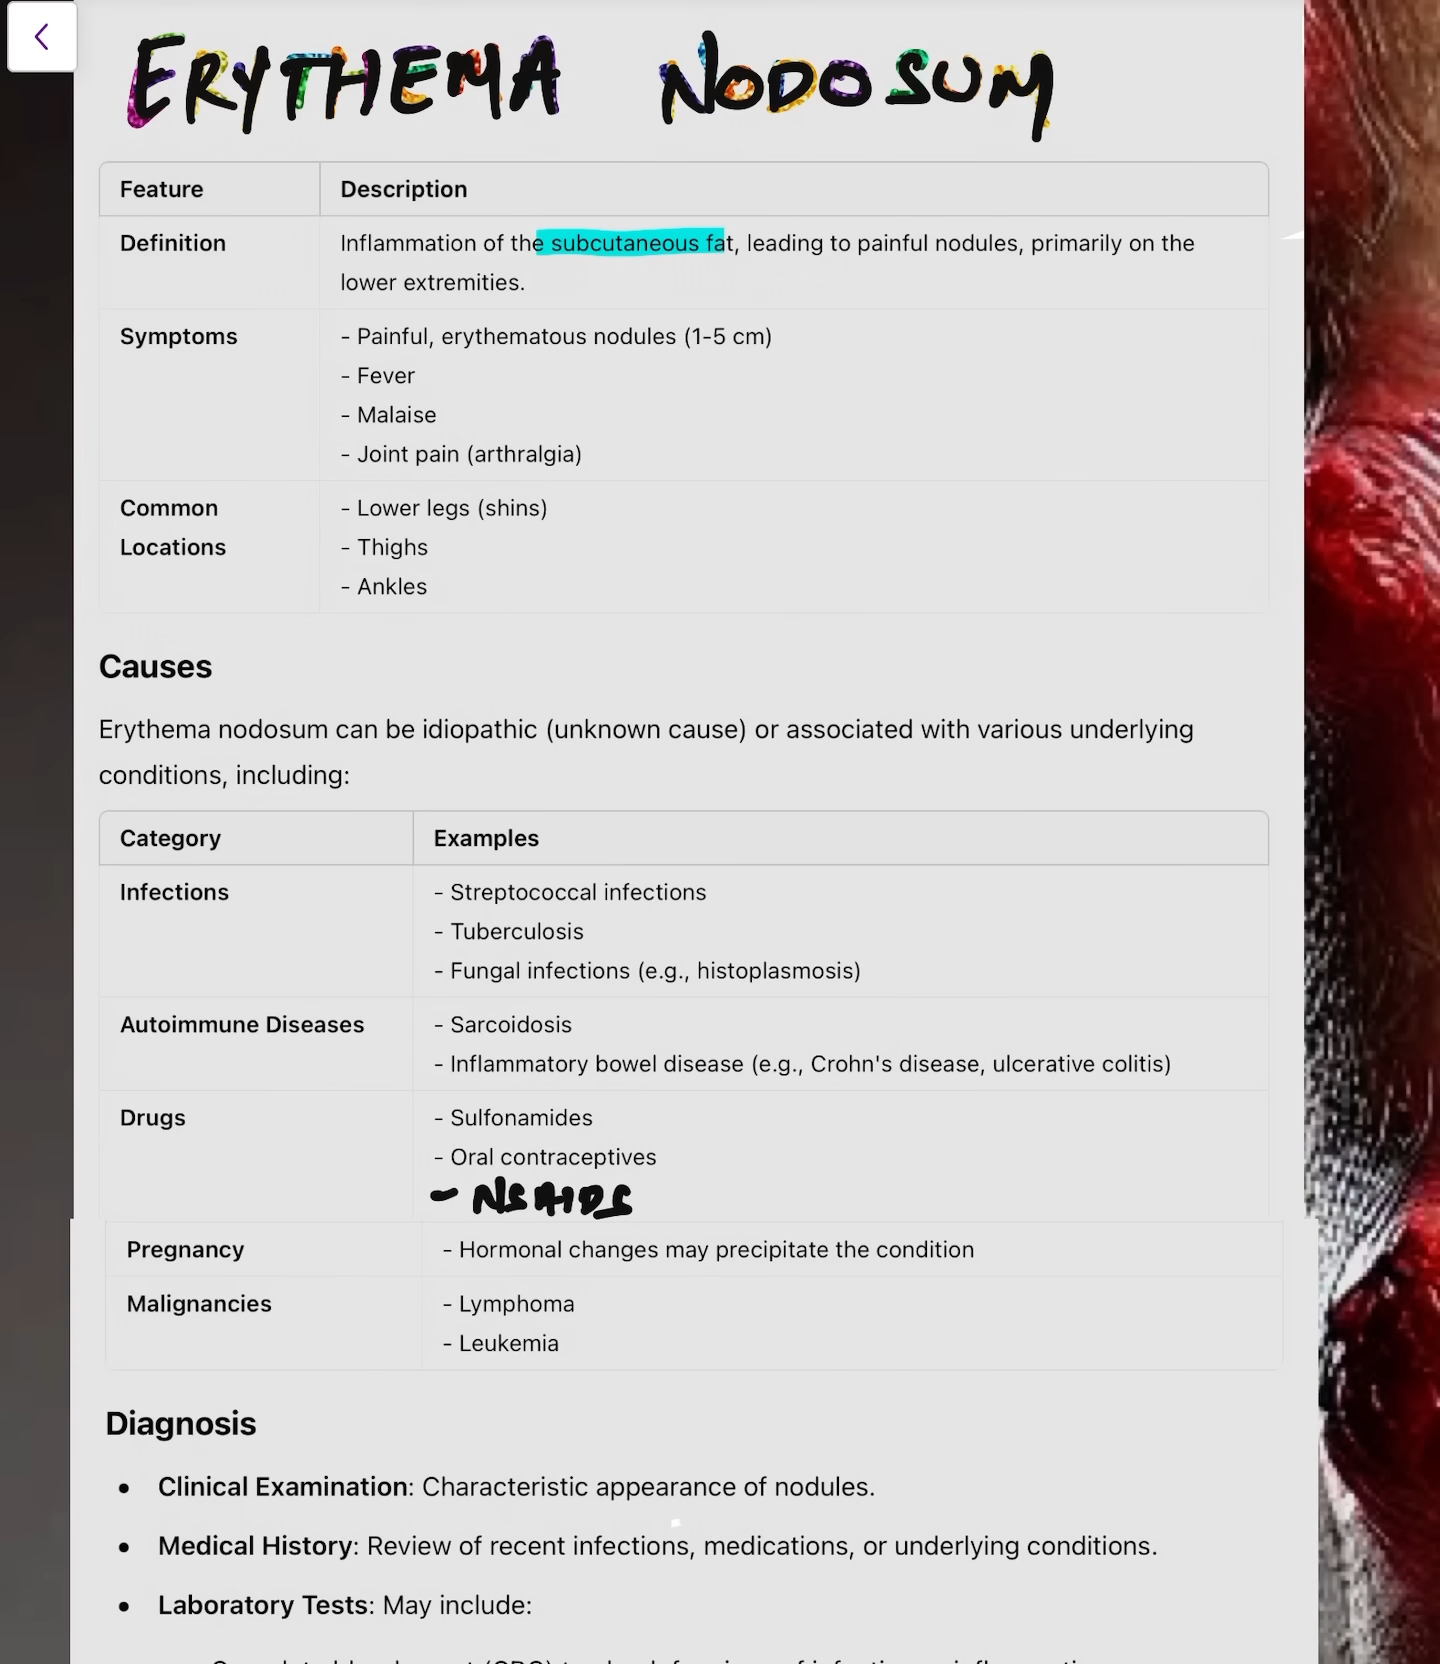 ERYTHEMA NODOSUM
Feature Description
Definition Inflammation of the subcutaneous fat, leading to painful nodules, primarily on the
lower extremities.
Symptoms - Painful, erythematous nodules (1-5 cm)
- Fever
- Malaise
- Joint pain (arthralgia)
Common - Lower legs (shins)
Locations - Thighs
- Ankles
Causes
Erythema nodosum can be idiopathic (unknown cause) or associated with various underlying
conditions, including:
Category Examples
Infections - Streptococcal infections
- Tuberculosis
- Fungal infections (e.g., histoplasmosis)
Autoimmune Diseases - Sarcoidosis
- Inflammatory bowel disease (e.g., Crohn's disease, ulcerative colitis)
Drugs - Sulfonamides
- Oral contraceptives
- NSAIDS
Pregnancy - Hormonal changes may precipitate the condition
Malignancies - Lymphoma
- Leukemia
Diagnosis
• Clinical Examination: Characteristic appearance of nodules.
• Medical History: Review of recent infections, medications, or underlying conditions.
• Laboratory Tests: May include: